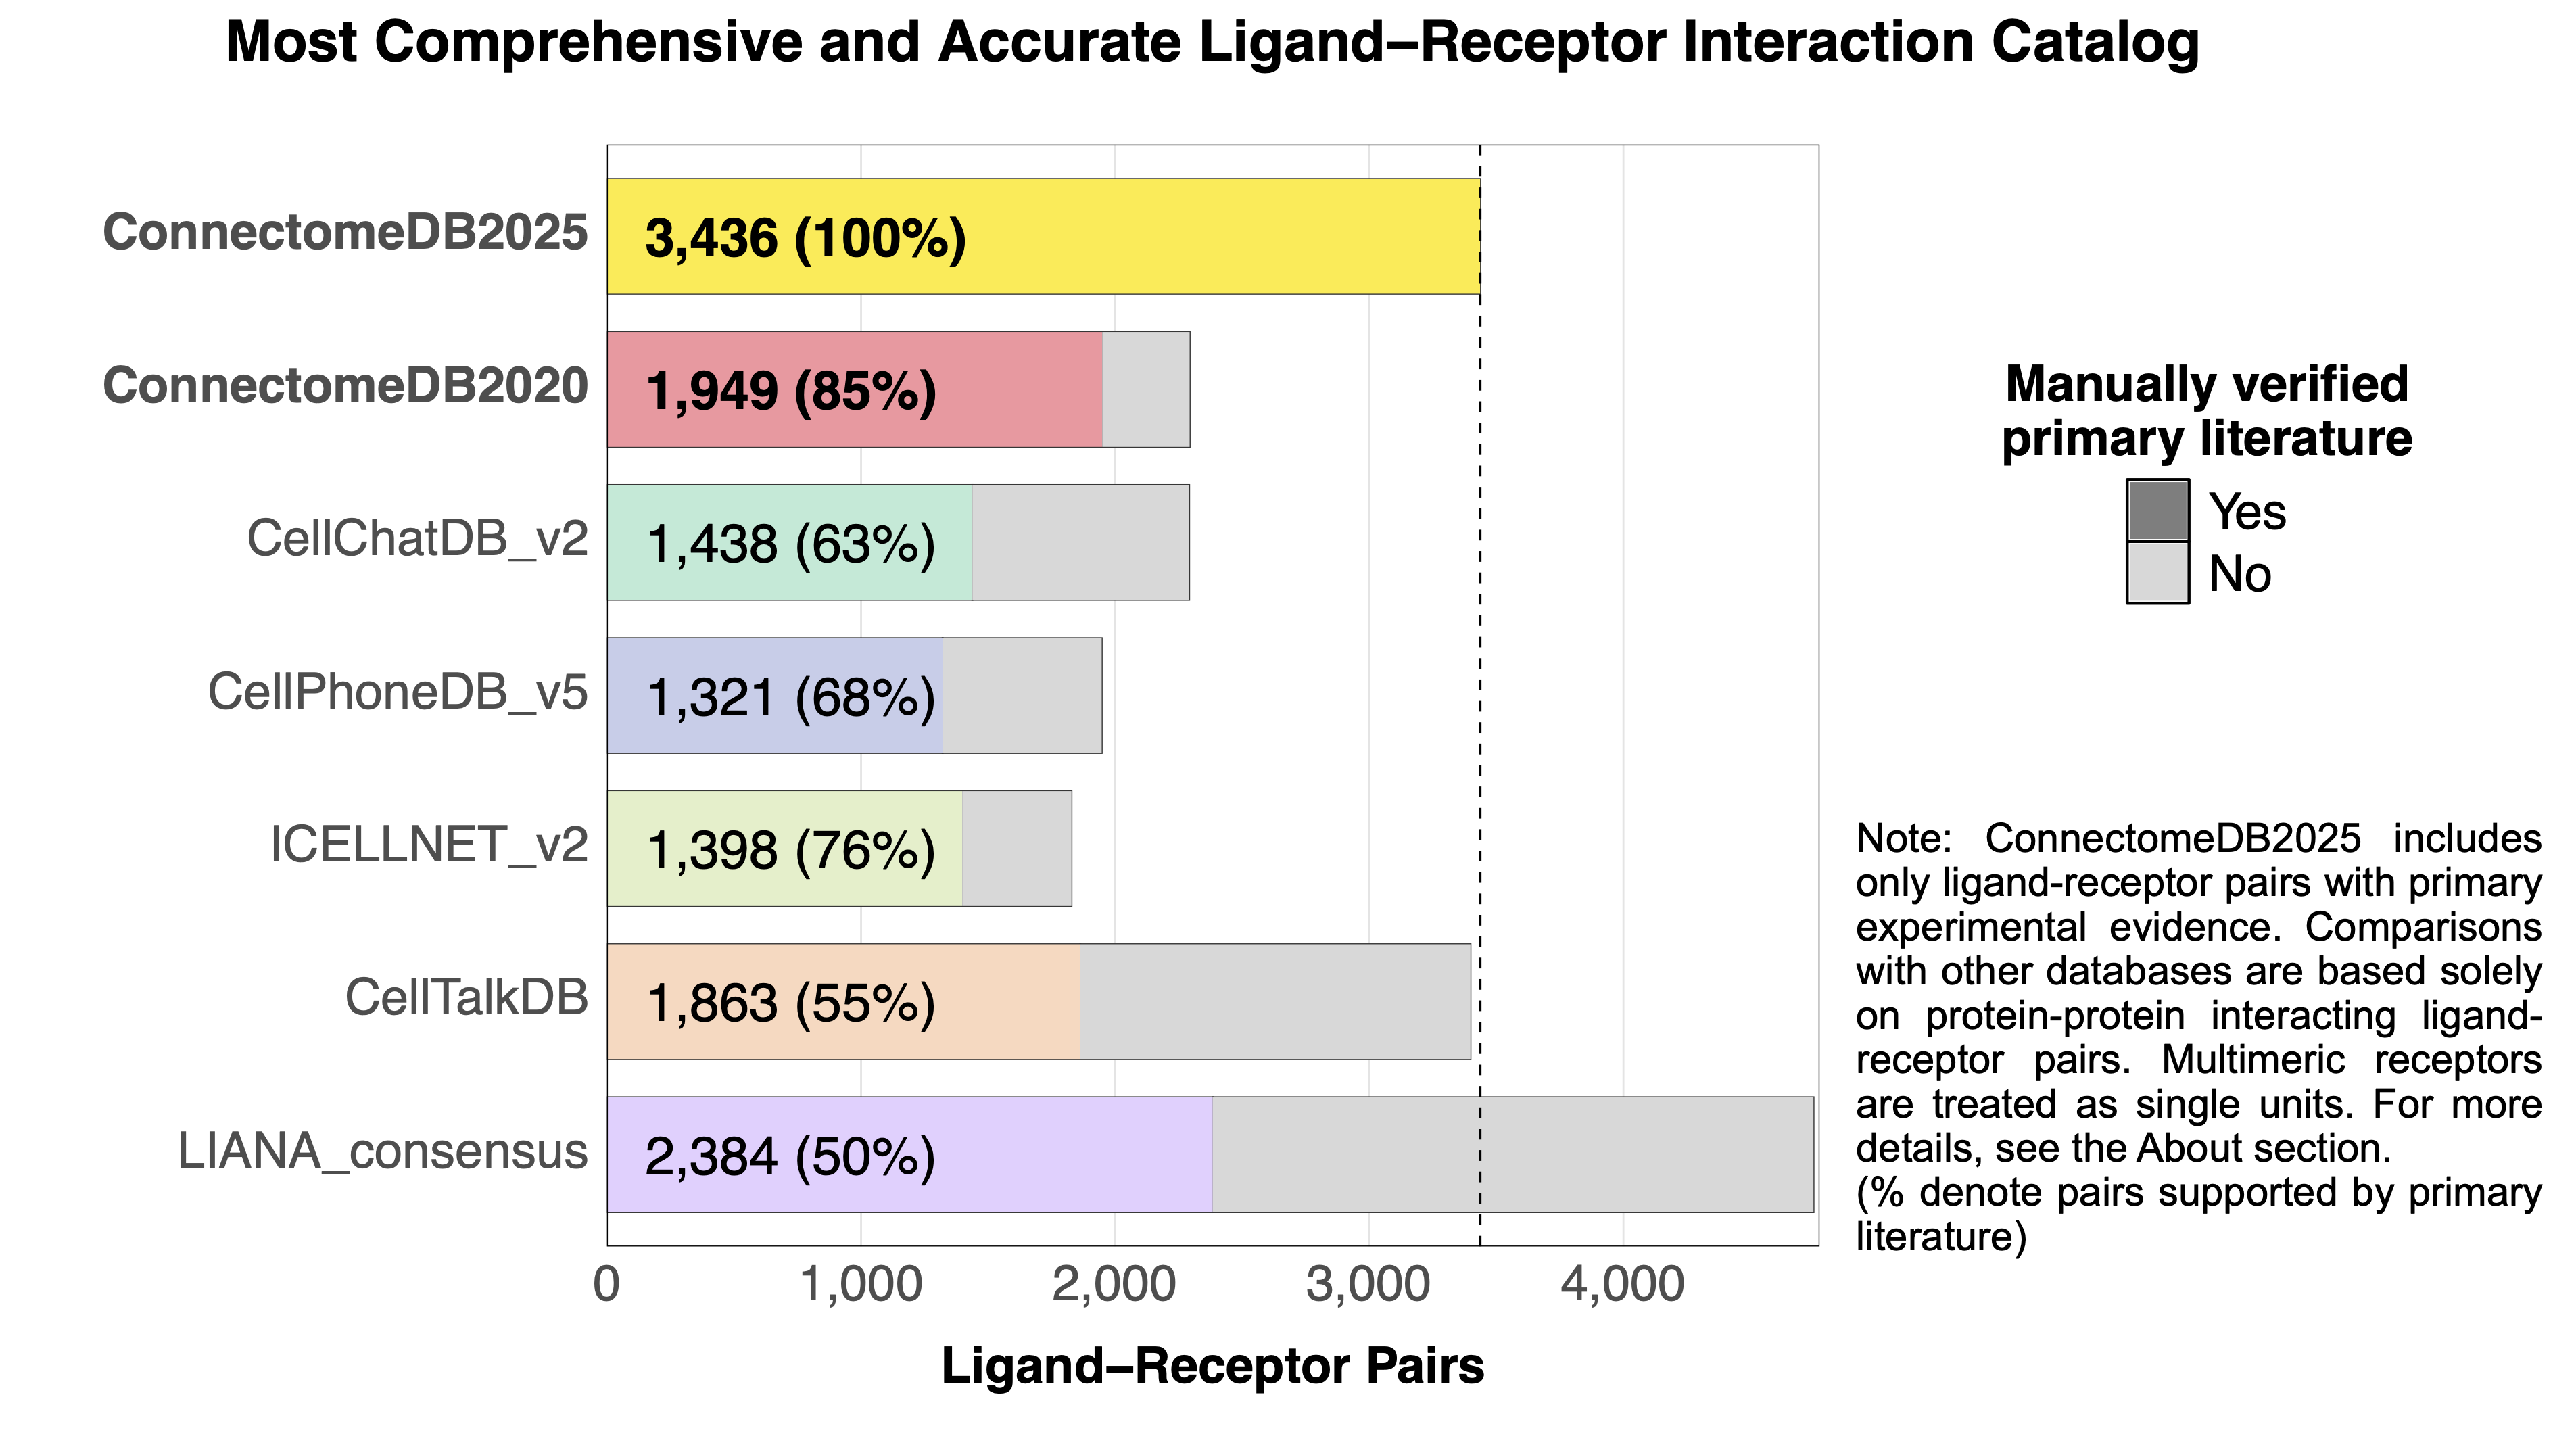 Most Comprehensive and Accurate Ligand–Receptor Interaction Catalog
ConnectomeDB2025
3,436 (100%)
ConnectomeDB2020
1,949 (85%)
CellChatDB_v2
1,438 (63%)
CellPhoneDB_v5
1,321 (68%)
ICELLNET_v2
1,398 (76%)
CellTalkDB
1,863 (55%)
LIANA_consensus
2,384 (50%)
0
1,000
2,000
3,000
4,000
Ligand–Receptor Pairs
Manually verified
primary literature
Yes
No
Note: ConnectomeDB2025 includes
only ligand-receptor pairs with primary
experimental evidence. Comparisons
with other databases are based solely
on protein-protein interacting ligand-
receptor pairs. Multimeric receptors
are treated as single units. For more
details, see the About section.
(% denote pairs supported by primary
literature)